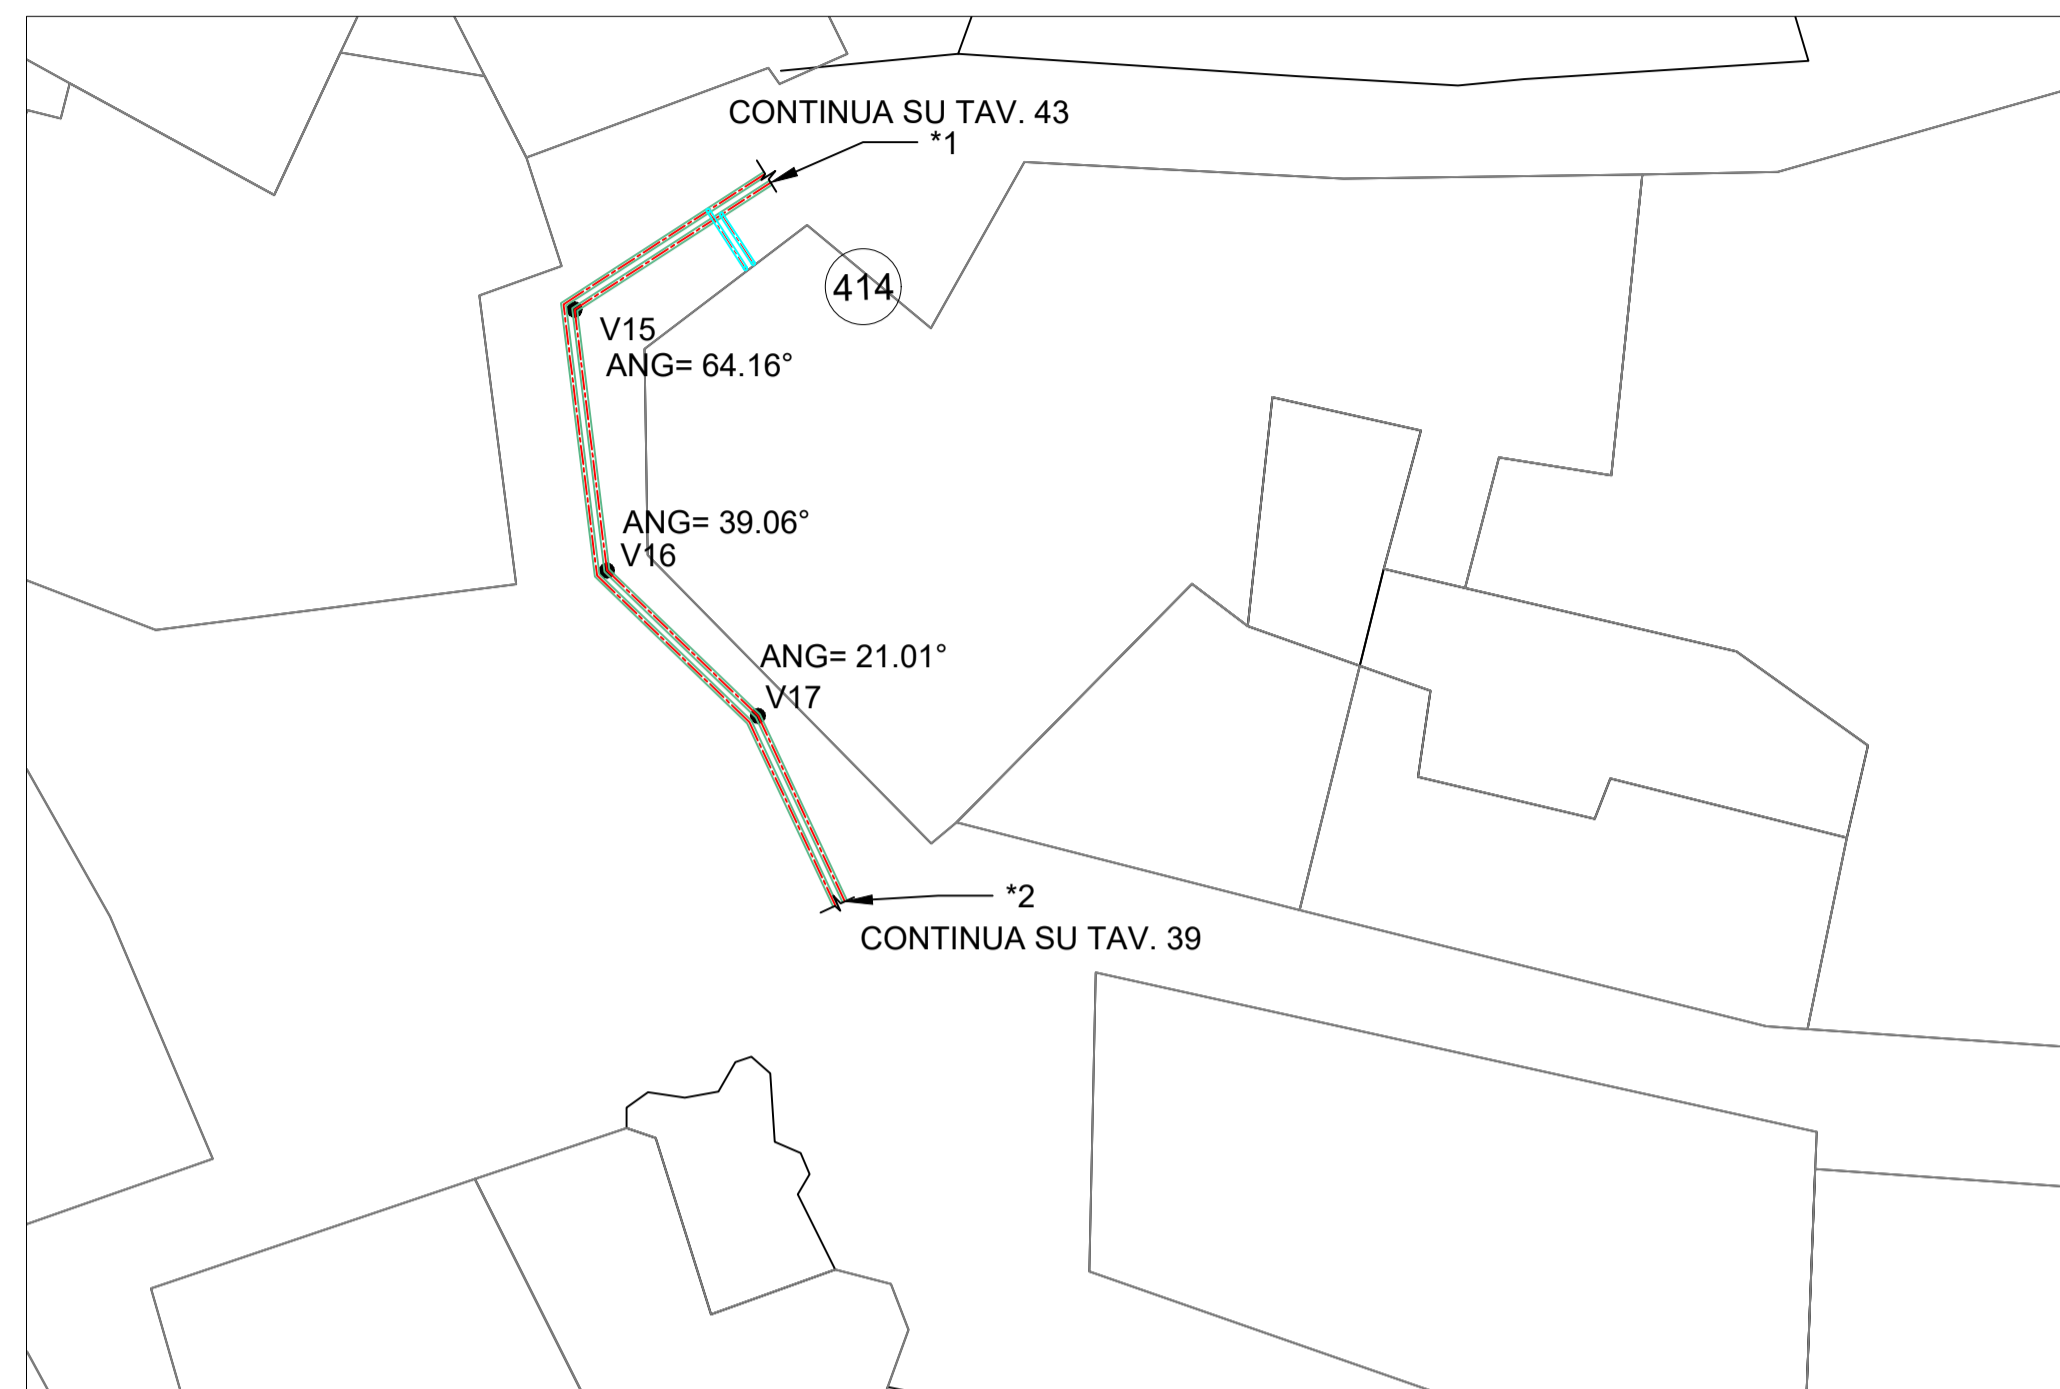 CONTINUA SU TAV. 43
*1
414
V15
ANG= 64.16°
ANG= 39.06°
V16
ANG= 21.01°
V17
*2
CONTINUA SU TAV. 39